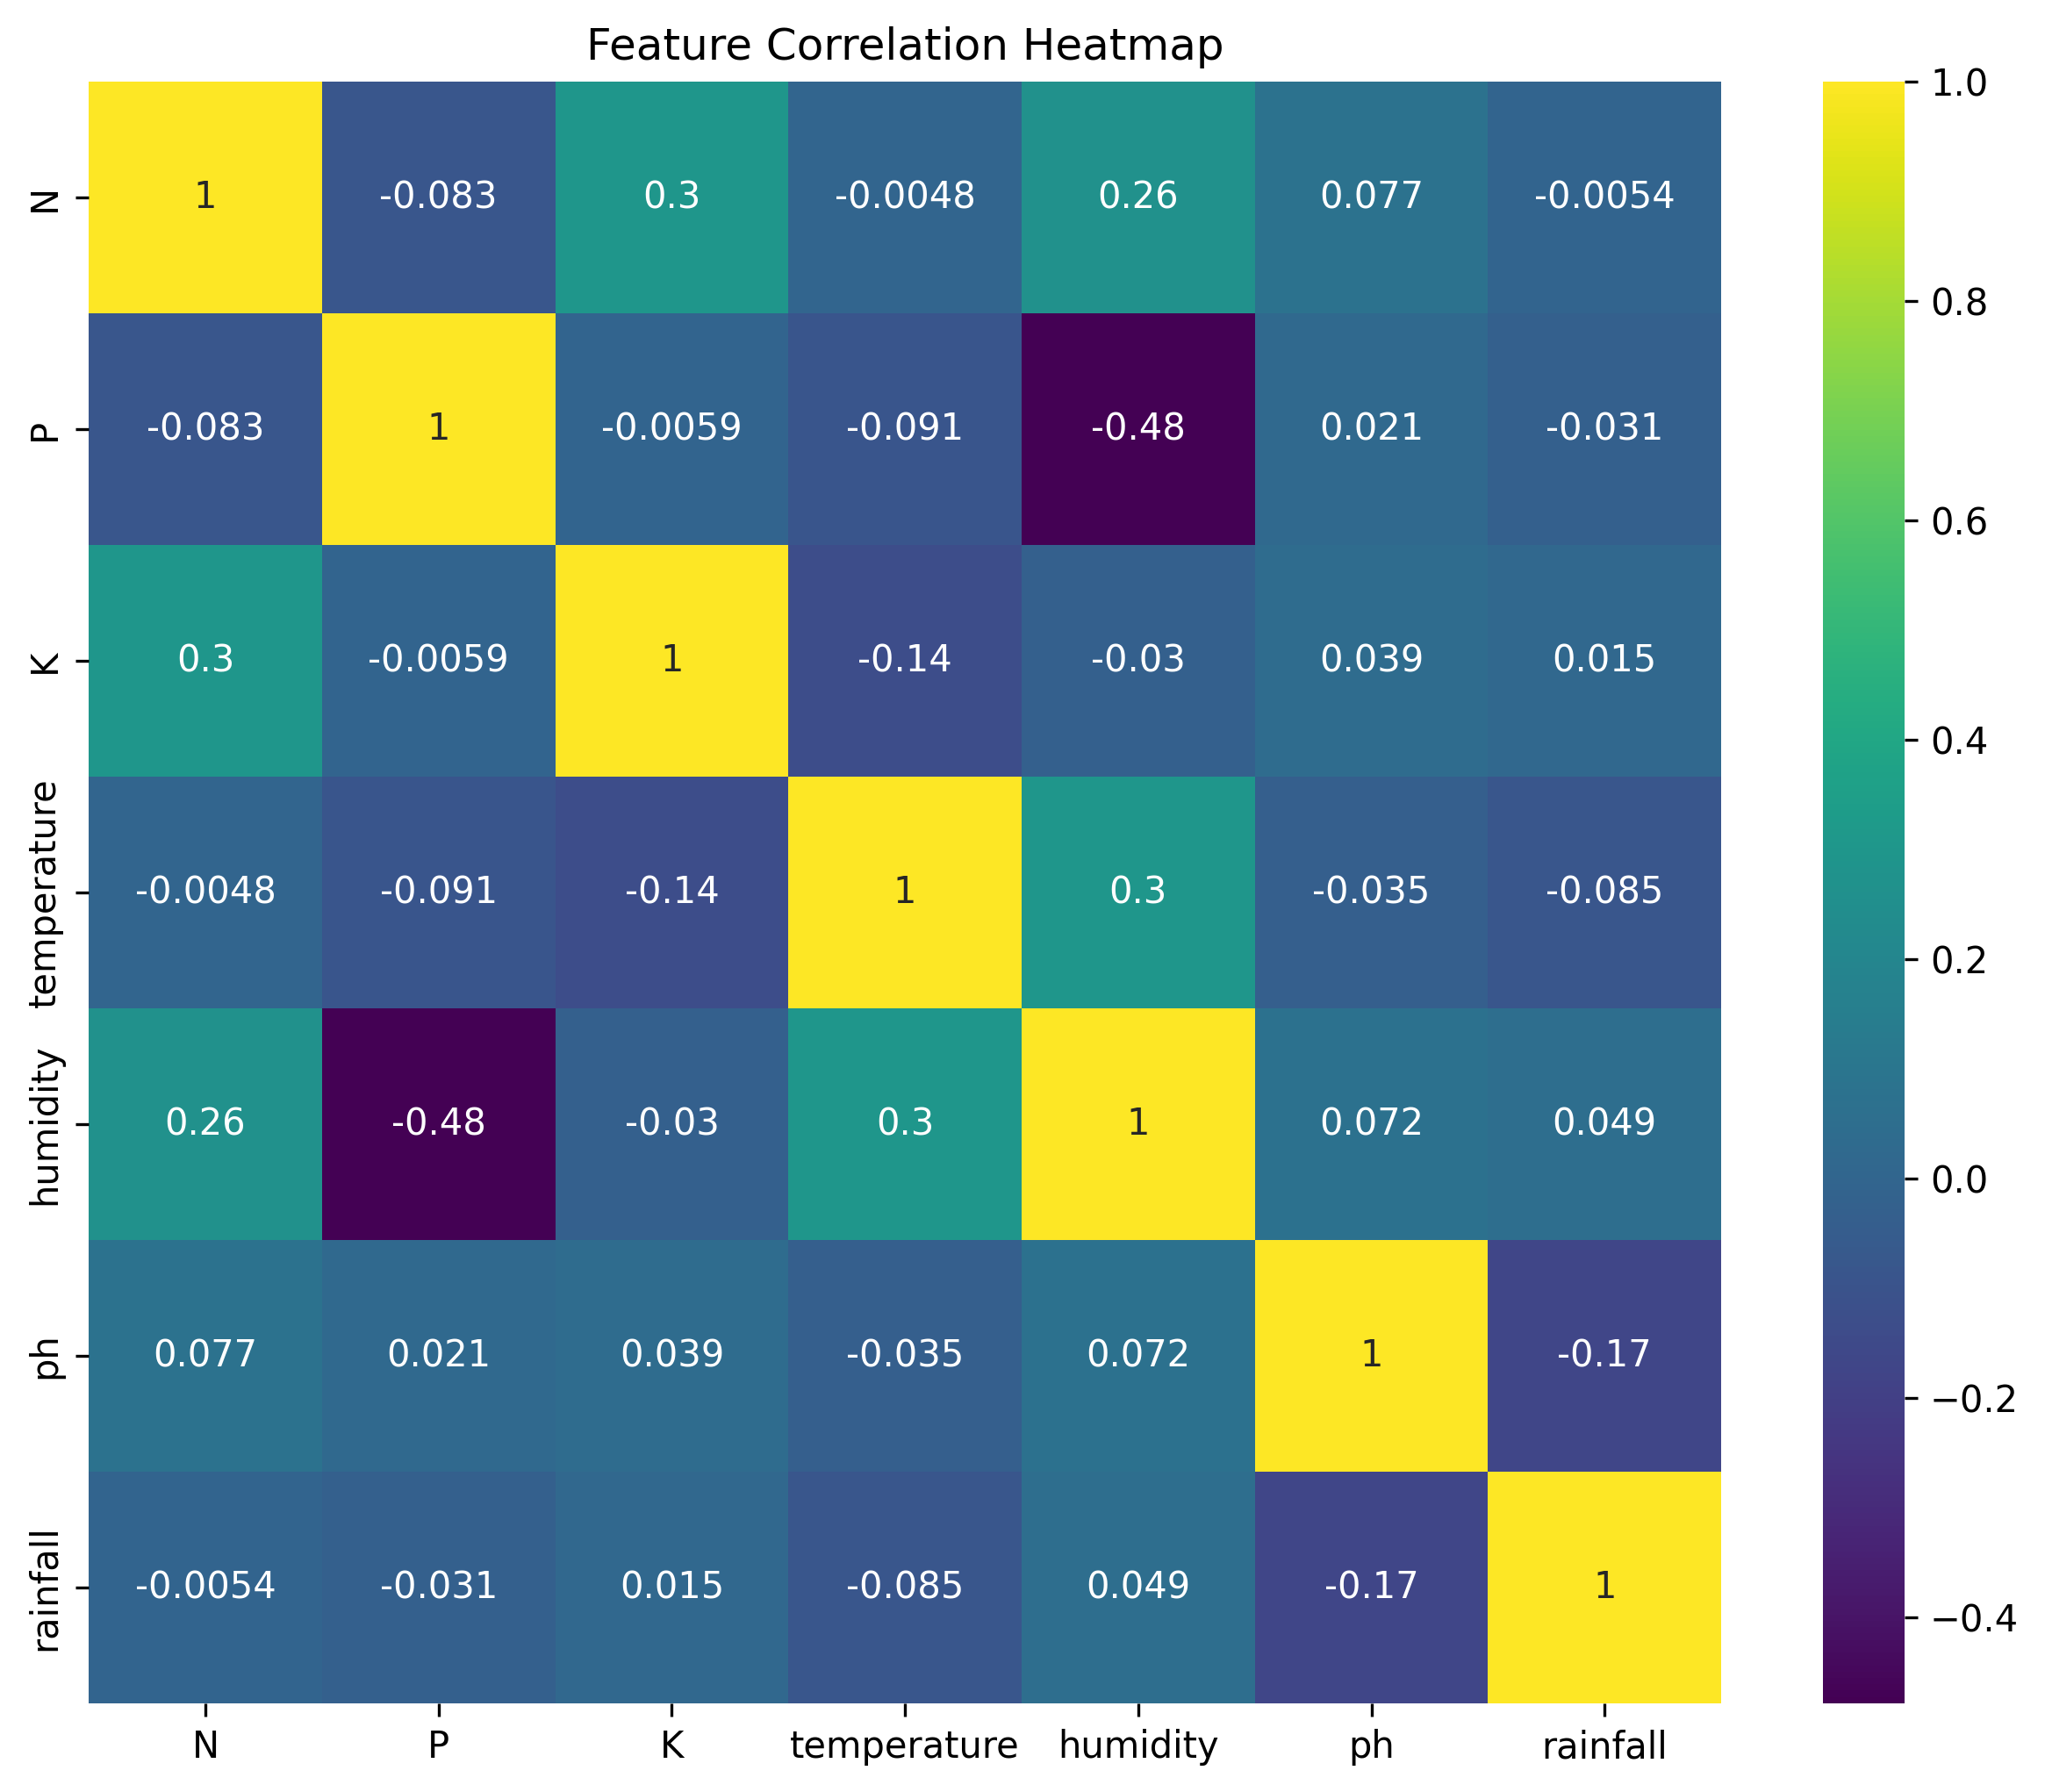 Feature Correlation Heatmap
N 1 -0.083 0.3 -0.0048 0.26 0.077 -0.0054
P -0.083 1 -0.0059 -0.091 -0.48 0.021 -0.031
K 0.3 -0.0059 1 -0.14 -0.03 0.039 0.015
temperature -0.0048 -0.091 -0.14 1 0.3 -0.035 -0.085
humidity 0.26 -0.48 -0.03 0.3 1 0.072 0.049
ph 0.077 0.021 0.039 -0.035 0.072 1 -0.17
rainfall -0.0054 -0.031 0.015 -0.085 0.049 -0.17 1
N P K temperature humidity ph rainfall
1.0
0.8
0.6
0.4
0.2
0.0
−0.2
−0.4